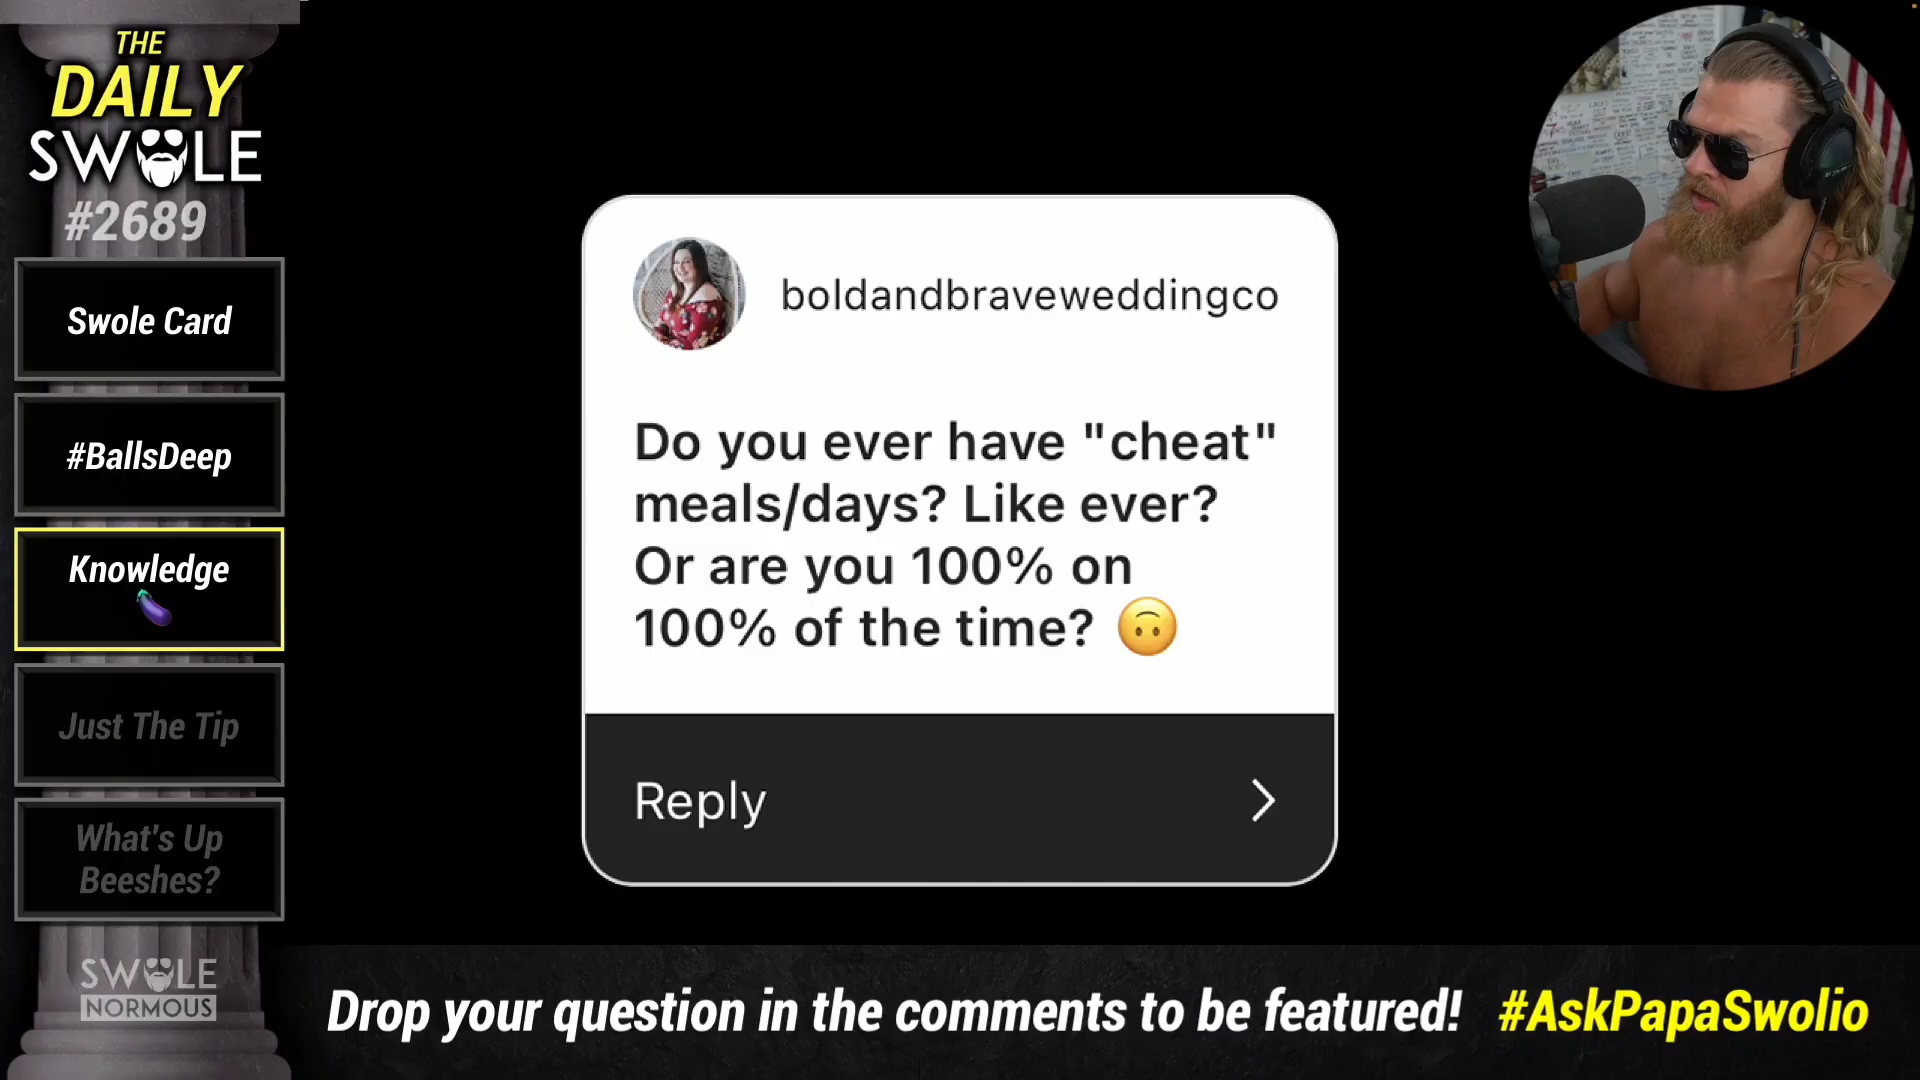 THE
DAILY
SWOLE
#2689
Swole Card
#BallsDeep
Knowledge
🍆
Just The Tip
What's Up
Beeshes?
SWOLE
NORMOUS
boldandbraveweddingco
Do you ever have "cheat"
meals/days? Like ever?
Or are you 100% on
100% of the time? 🙃
Reply
Drop your question in the comments to be featured! #AskPapaSwolio